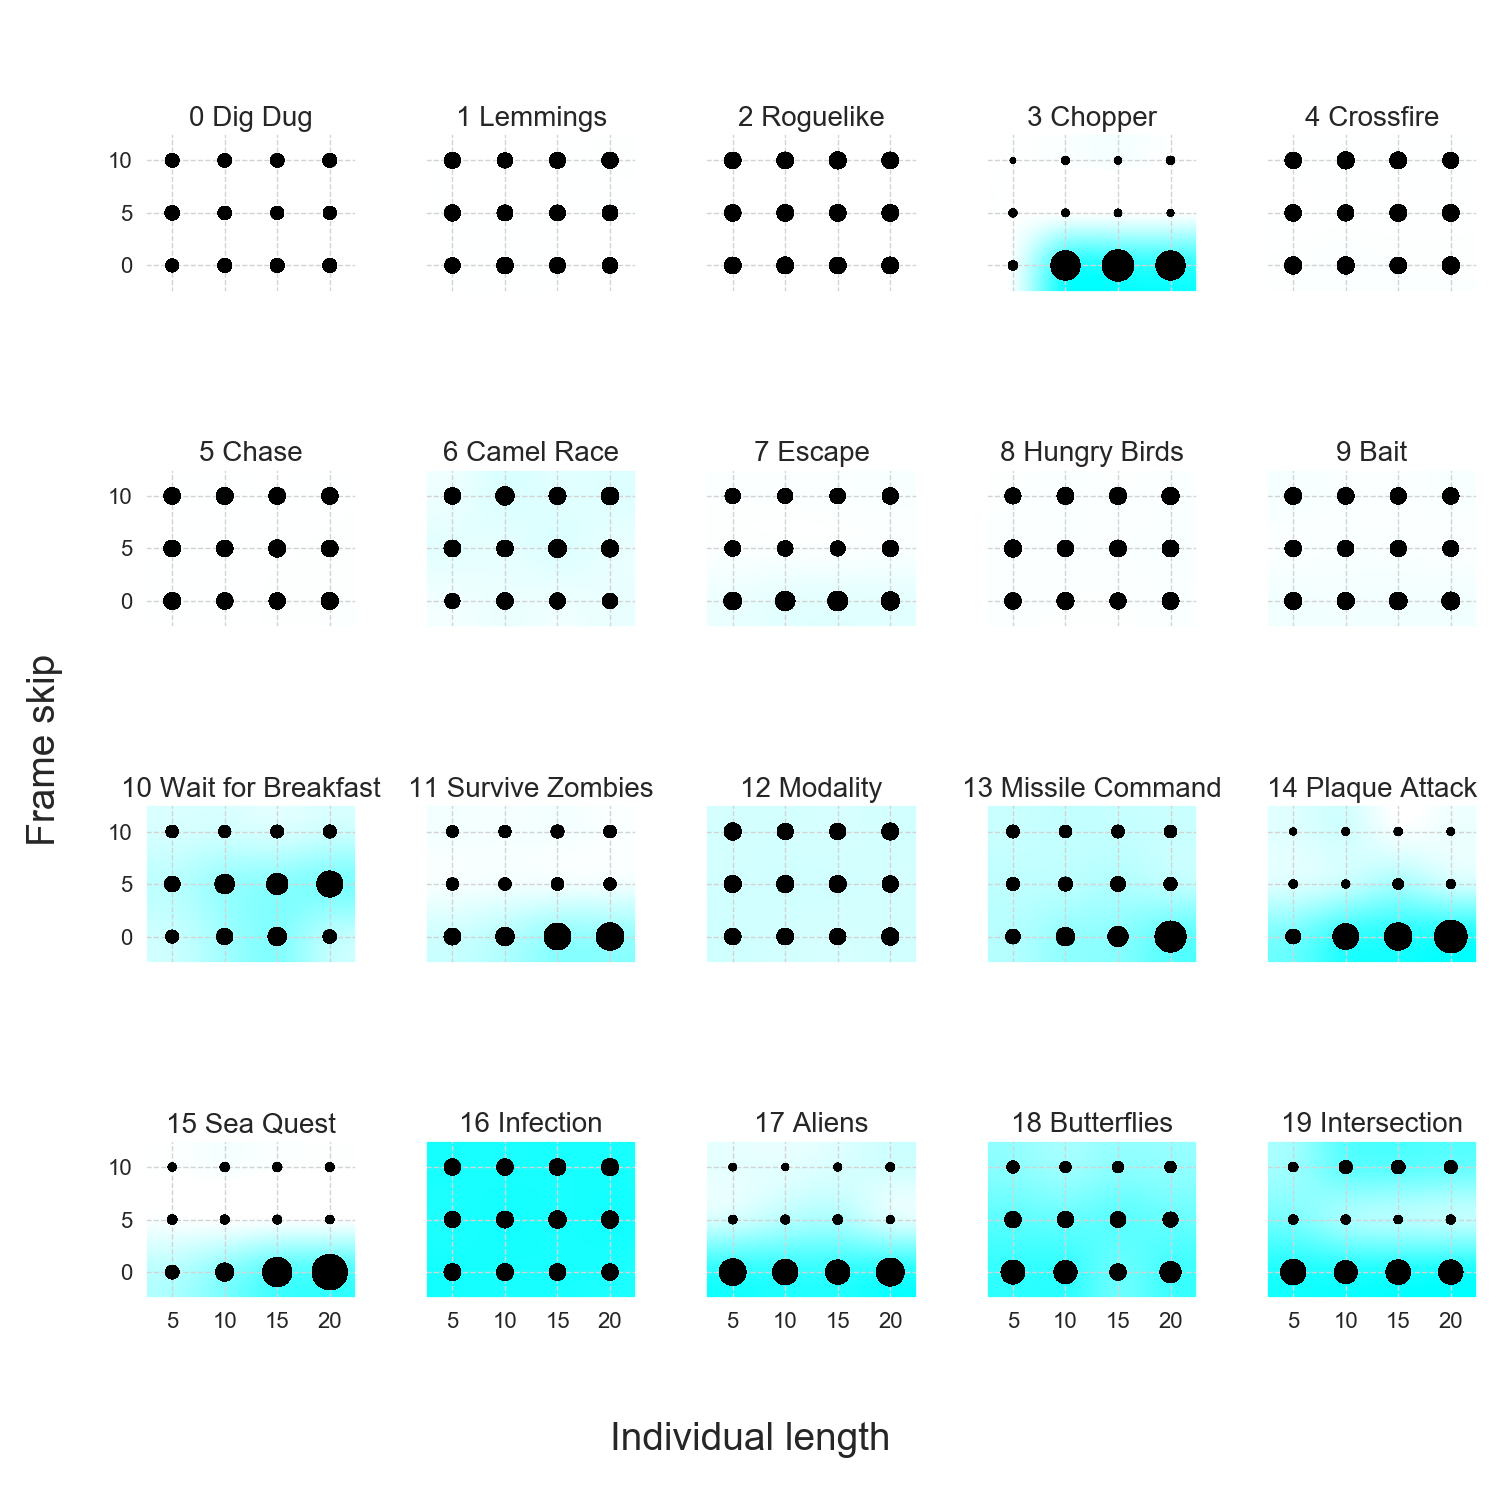 0 Dig Dug
1 Lemmings
2 Roguelike
3 Chopper
4 Crossfire
10
5
0
5 Chase
6 Camel Race
7 Escape
8 Hungry Birds
9 Bait
10
5
0
Frame skip
10 Wait for Breakfast
11 Survive Zombies
12 Modality
13 Missile Command
14 Plaque Attack
10
5
0
15 Sea Quest
16 Infection
17 Aliens
18 Butterflies
19 Intersection
10
5
0
5 10 15 20
5 10 15 20
5 10 15 20
5 10 15 20
5 10 15 20
Individual length